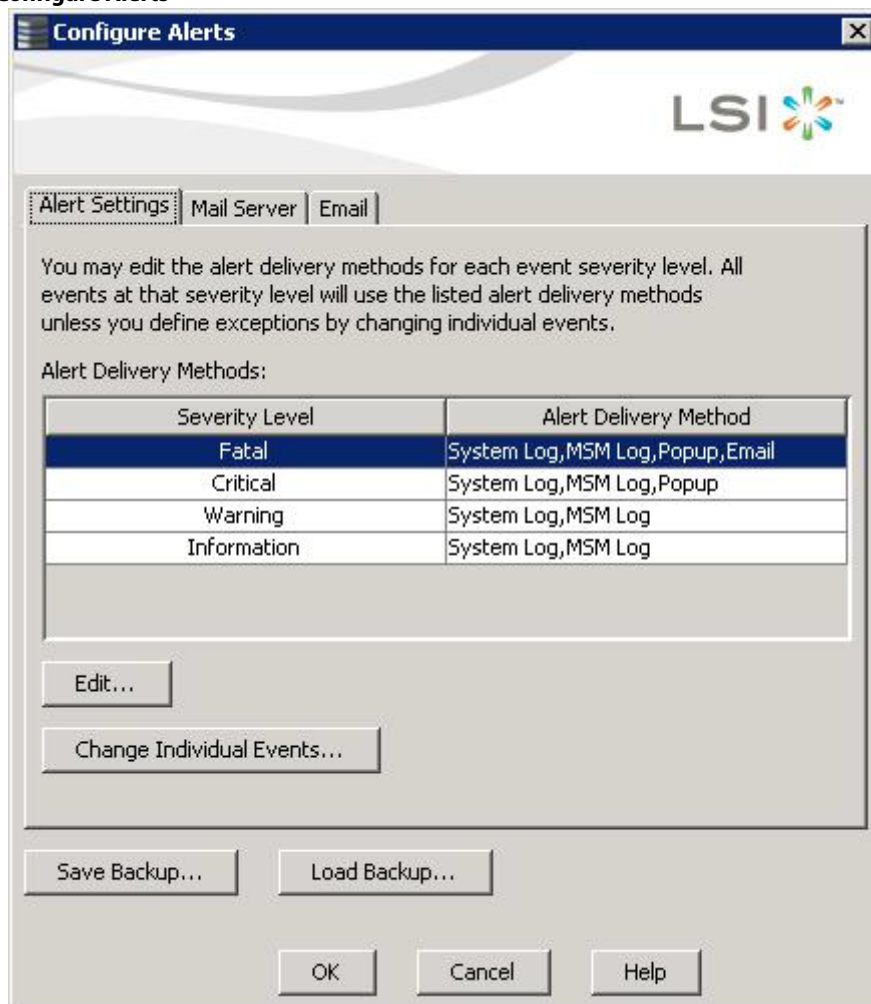 Configure Alerts
LSI
Alert Settings
Mail Server
Email
You may edit the alert delivery methods for each event severity level. All
events at that severity level will use the listed alert delivery methods
unless you define exceptions by changing individual events.
Alert Delivery Methods:
Severity Level Alert Delivery Method
Fatal System Log,MSM Log,Popup,Email
Critical System Log,MSM Log,Popup
Warning System Log,MSM Log
Information System Log,MSM Log
Edit...
Change Individual Events...
Save Backup... Load Backup...
OK Cancel Help